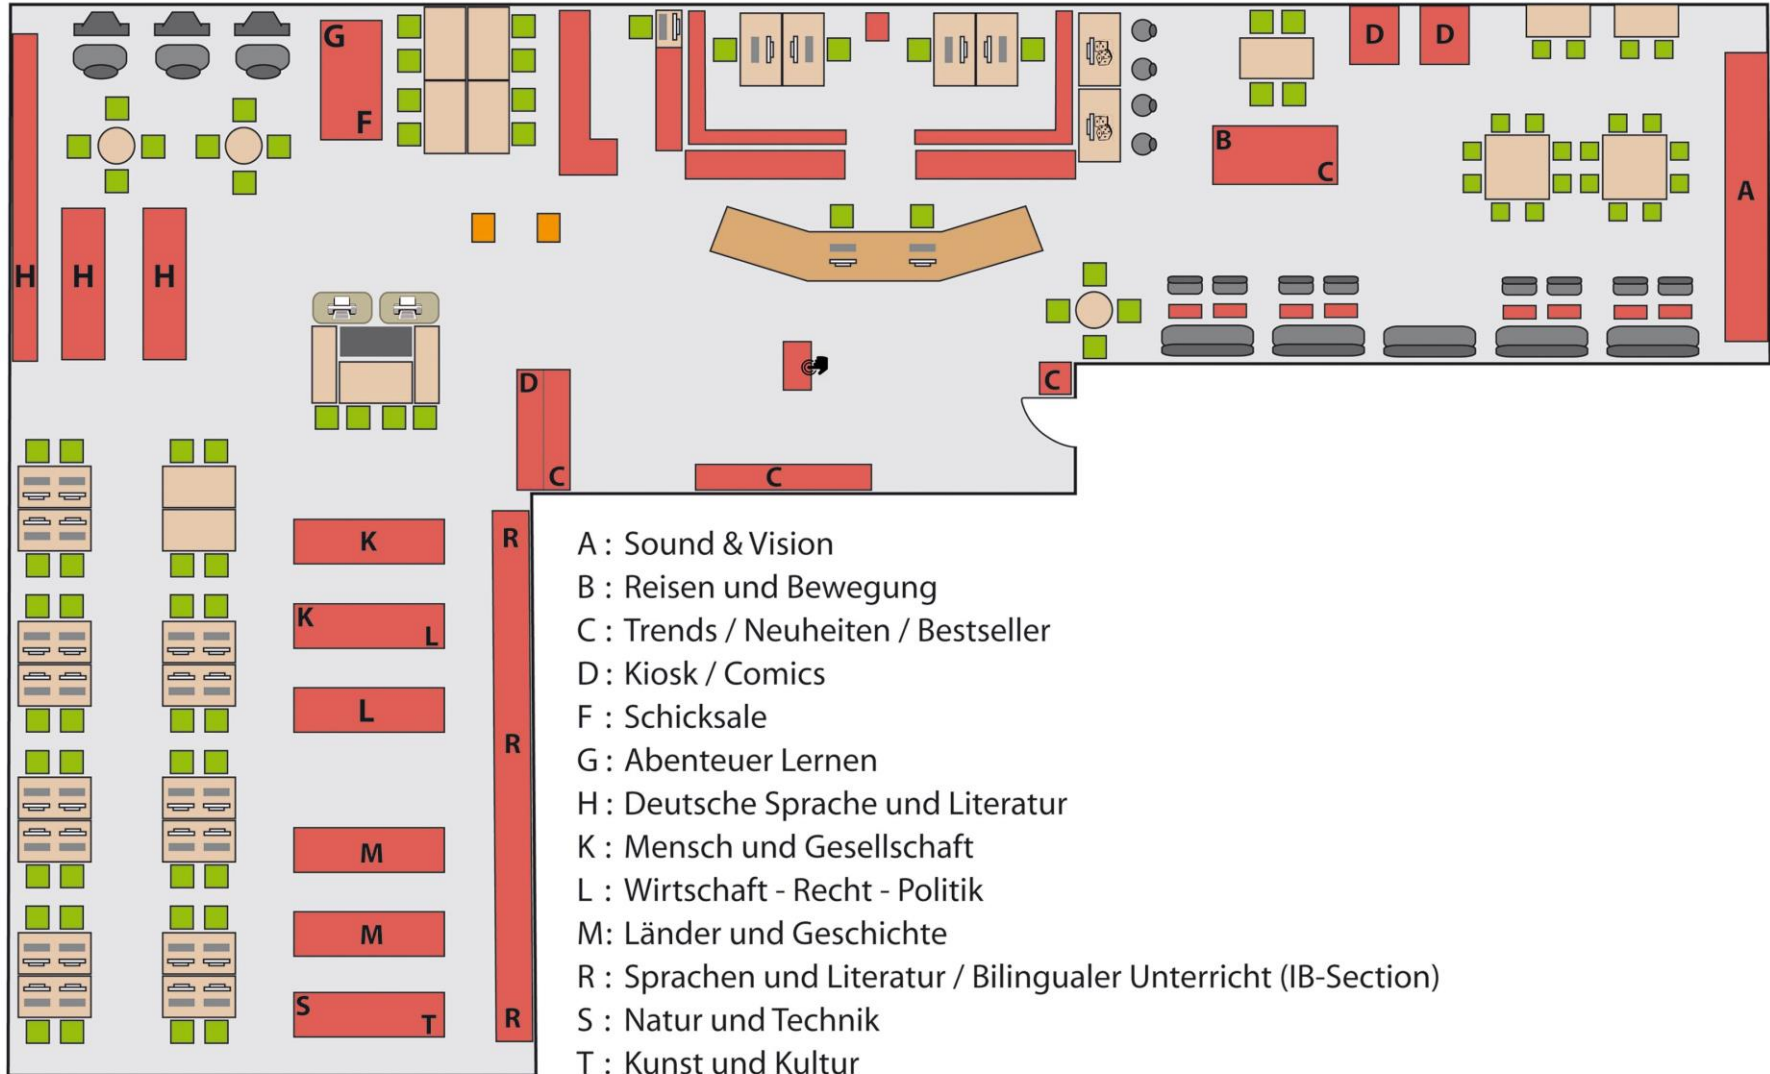 G
F
D
D
B
C
A
H
H
H
D
C
C
C
K
R
K
L
L
R
M
M
S
T
R
A : Sound & Vision
B : Reisen und Bewegung
C : Trends / Neuheiten / Bestseller
D : Kiosk / Comics
F : Schicksale
G : Abenteuer Lernen
H : Deutsche Sprache und Literatur
K : Mensch und Gesellschaft
L : Wirtschaft - Recht - Politik
M: Länder und Geschichte
R : Sprachen und Literatur / Bilingualer Unterricht (IB-Section)
S : Natur und Technik
T : Kunst und Kultur